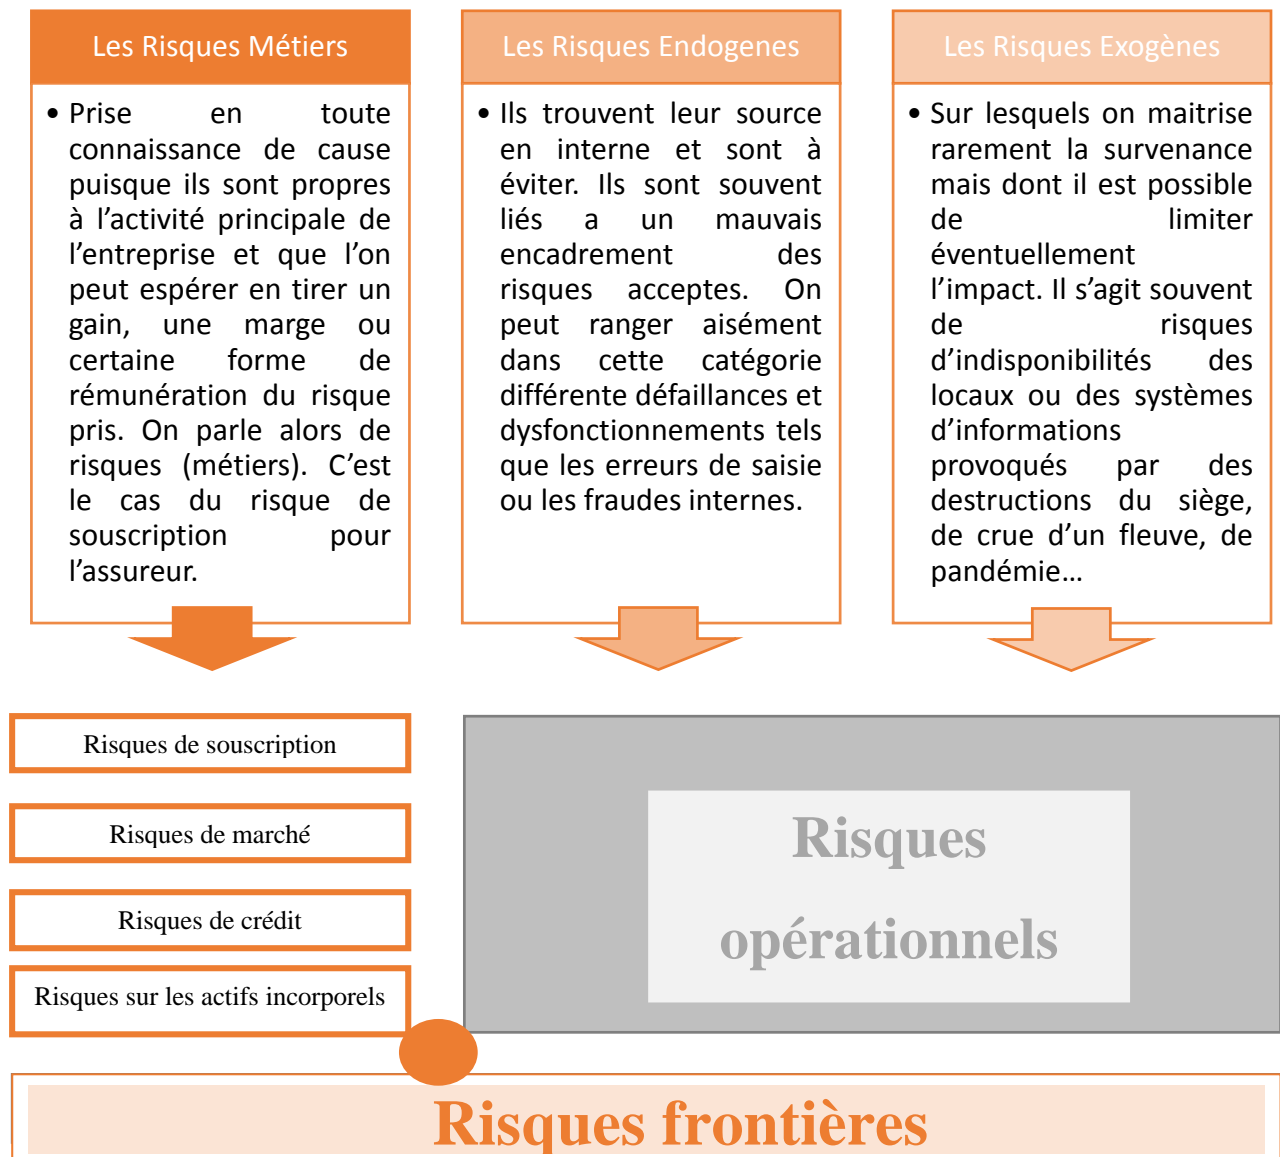 Les Risques Métiers
• Prise en toute
connaissance de cause
puisque ils sont propres
à l’activité principale de
l’entreprise et que l’on
peut espérer en tirer un
gain, une marge ou
certaine forme de
rémunération du risque
pris. On parle alors de
risques (métiers). C’est
le cas du risque de
souscription pour
l’assureur.
Les Risques Endogenes
• Ils trouvent leur source
en interne et sont à
éviter. Ils sont souvent
liés a un mauvais
encadrement des
risques acceptes. On
peut ranger aisément
dans cette catégorie
différente défaillances et
dysfonctionnements tels
que les erreurs de saisie
ou les fraudes internes.
Les Risques Exogènes
• Sur lesquels on maitrise
rarement la survenance
mais dont il est possible
de limiter
éventuellement
l’impact. Il s’agit souvent
de risques
d’indisponibilités des
locaux ou des systèmes
d’informations
provoqués par des
destructions du siège,
de crue d’un fleuve, de
pandémie…
Risques de souscription
Risques de marché
Risques de crédit
Risques sur les actifs incorporels
Risques
opérationnels
Risques frontières